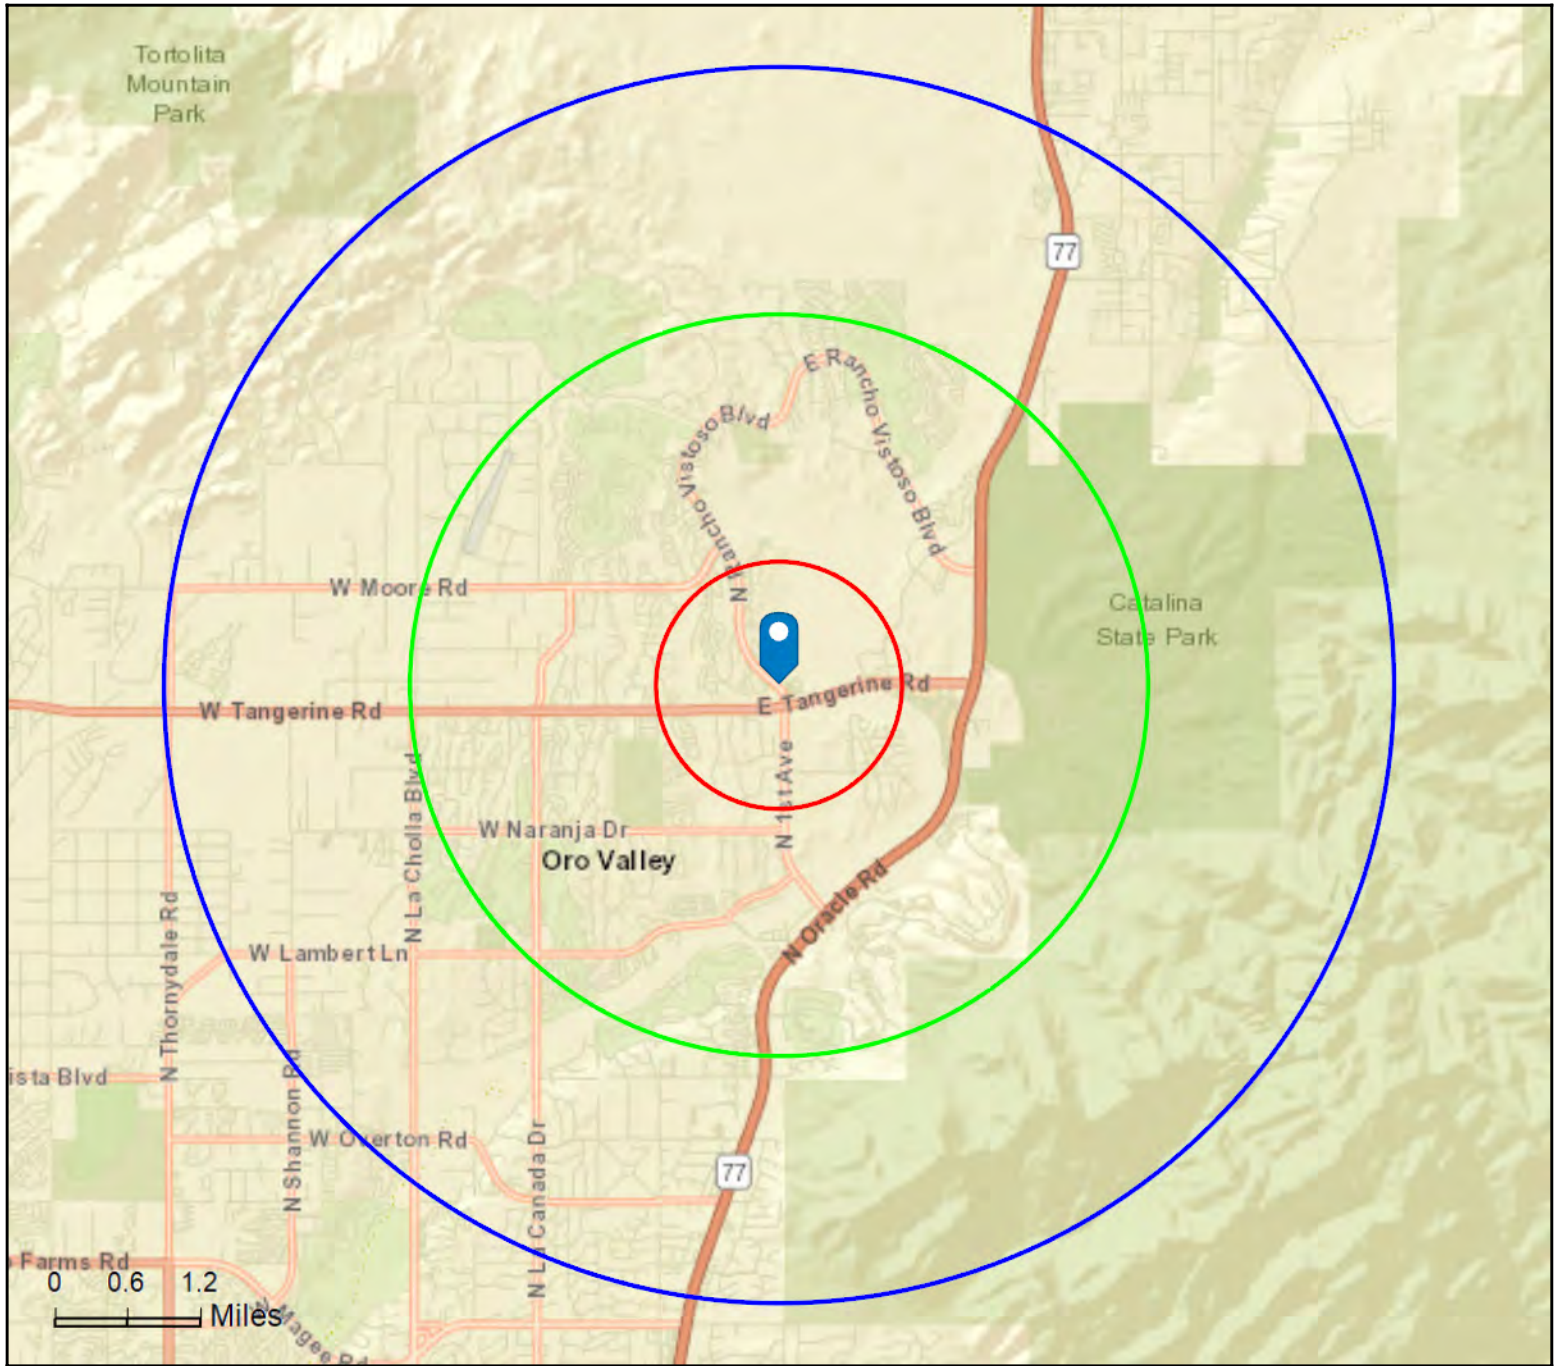 Tortolita
Mountain
Park
77
E Rancho Vistoso Blvd
N Rancho Vistoso Blvd
W Moore Rd
Catalina
State Park
W Tangerine Rd
E Tangerine Rd
N La Cholla Blvd
N 1st Ave
W Naranja Dr
Oro Valley
N Oracle Rd
N Thornydale Rd
W Lambert Ln
ista Blvd
N Shannon Rd
W Overton Rd
N La Canada Dr
77
Farms Rd
0 0.6 1.2
Miles
W Magee Rd